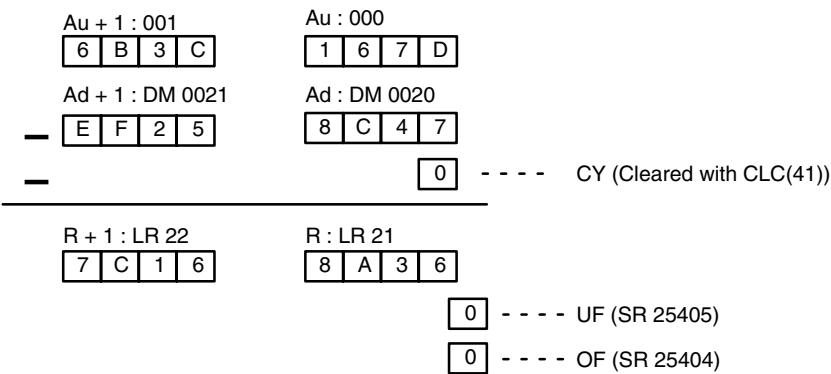 Au + 1 : 001 Au : 000
6 B 3 C 1 6 7 D
Ad + 1 : DM 0021 Ad : DM 0020
– E F 2 5 8 C 4 7
– 0 - - - - CY (Cleared with CLC(41))
R + 1 : LR 22 R : LR 21
7 C 1 6 8 A 3 6
0 - - - - UF (SR 25405)
0 - - - - OF (SR 25404)